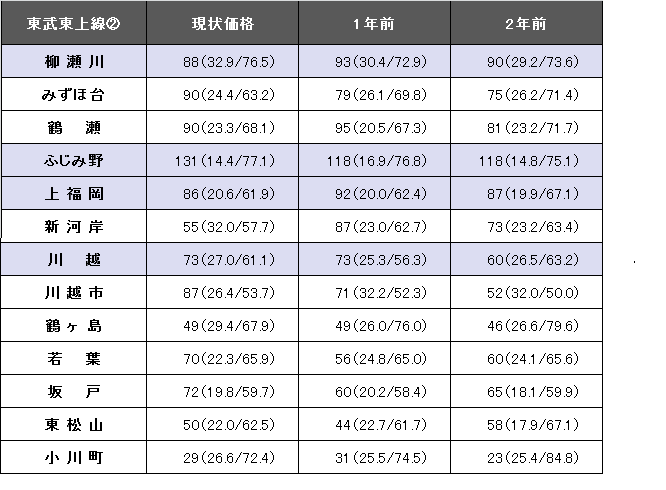 東武東上線② 現状価格 1年前 2年前
柳瀬川 88(32.9/76.5) 93(30.4/72.9) 90(29.2/73.6)
みずほ台 90(24.4/63.2) 79(26.1/69.8) 75(26.2/71.4)
鶴瀬 90(23.3/68.1) 95(20.5/67.3) 81(23.2/71.7)
ふじみ野 131(14.4/77.1) 118(16.9/76.8) 118(14.8/75.1)
上福岡 86(20.6/61.9) 92(20.0/62.4) 87(19.9/67.1)
新河岸 55(32.0/57.7) 87(23.0/62.7) 73(23.2/63.4)
川越 73(27.0/61.1) 73(25.3/56.3) 60(26.5/63.2)
川越市 87(26.4/53.7) 71(32.2/52.3) 52(32.0/50.0)
鶴ヶ島 49(29.4/67.9) 49(26.0/76.0) 46(26.6/79.6)
若葉 70(22.3/65.9) 56(24.8/65.0) 60(24.1/65.6)
坂戸 72(19.8/59.7) 60(20.2/58.4) 65(18.1/59.9)
東松山 50(22.0/62.5) 44(22.7/61.7) 58(17.9/67.1)
小川町 29(26.6/72.4) 31(25.5/74.5) 23(25.4/84.8)